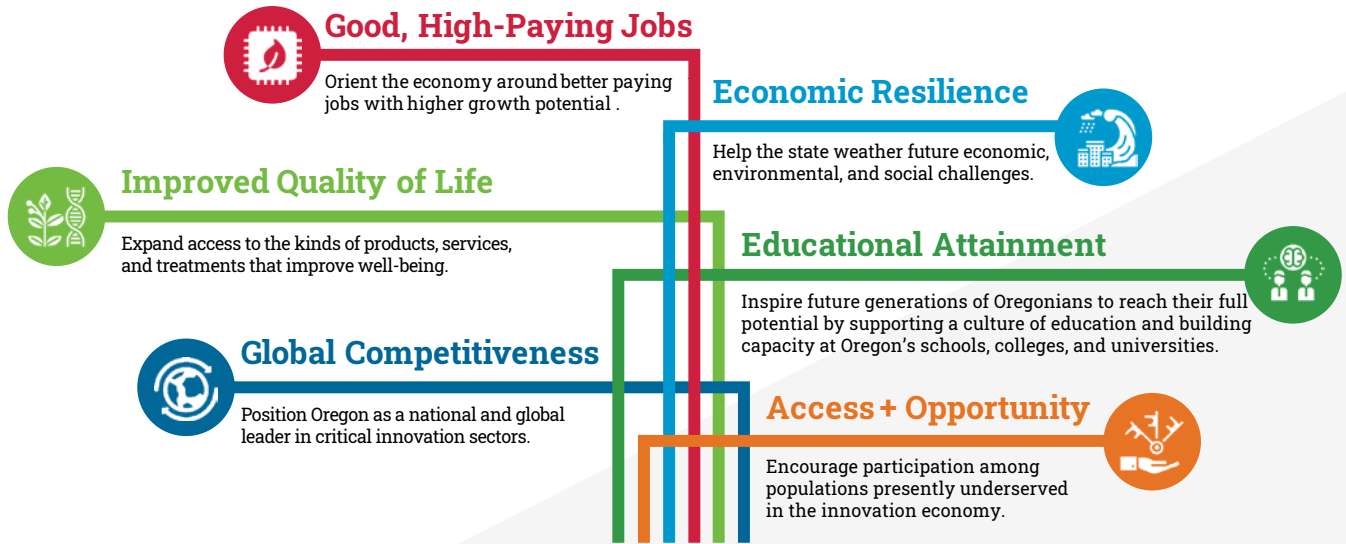 Good, High-Paying Jobs
Orient the economy around better paying
jobs with higher growth potential .
Economic Resilience
Help the state weather future economic,
environmental, and social challenges.
Improved Quality of Life
Expand access to the kinds of products, services,
and treatments that improve well-being.
Educational Attainment
Inspire future generations of Oregonians to reach their full
potential by supporting a culture of education and building
capacity at Oregon’s schools, colleges, and universities.
Global Competitiveness
Position Oregon as a national and global
leader in critical innovation sectors.
Access + Opportunity
Encourage participation among
populations presently underserved
in the innovation economy.